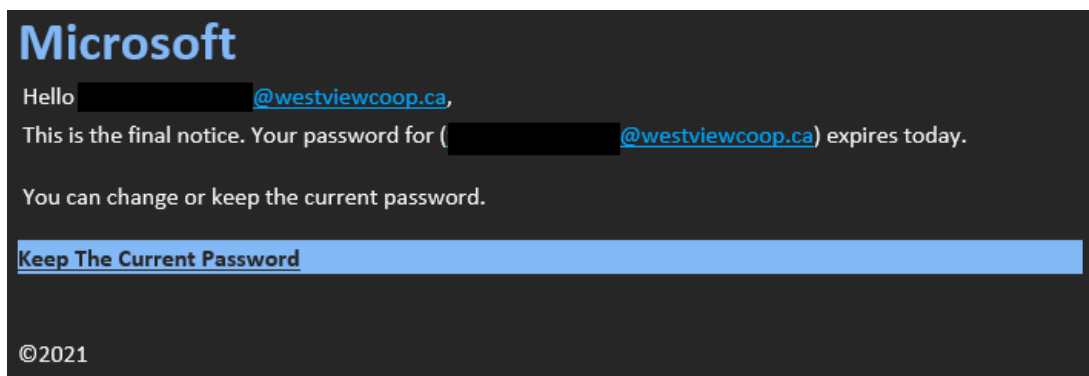 Microsoft
Hello @westviewcoop.ca,
This is the final notice. Your password for (@westviewcoop.ca) expires today.
You can change or keep the current password.
Keep The Current Password
©2021